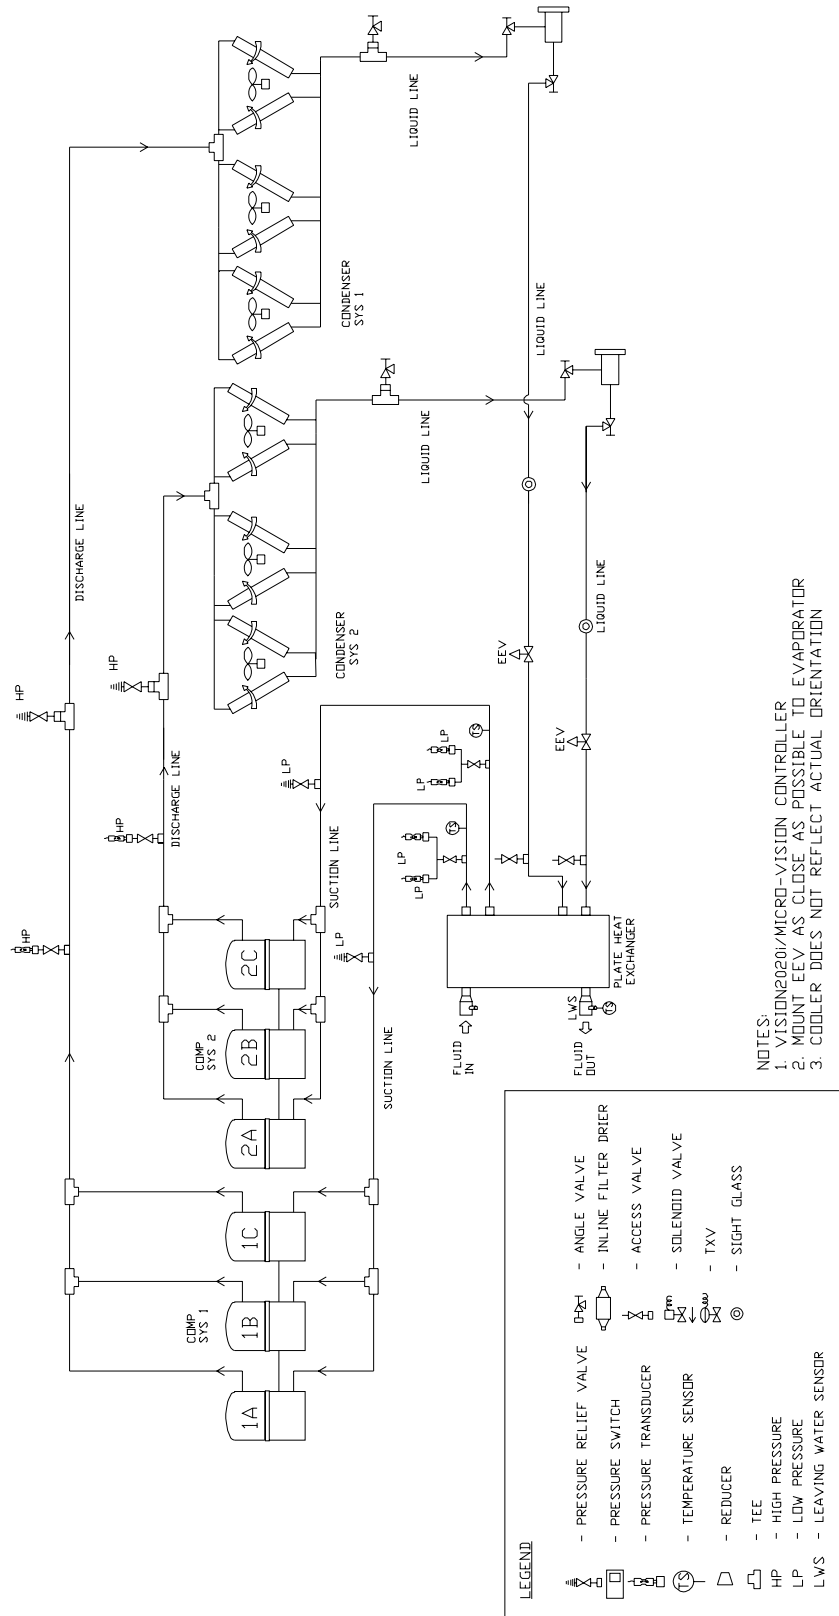 HP
DISCHARGE LINE
HP
HP
DISCHARGE LINE
HP
CONDENSER
SYS 1
LIQUID LINE
CONDENSER
SYS 2
LIQUID LINE
LIQUID LINE
LIQUID LINE
EEV
EEV
COMP
SYS 1
1A
1B
1C
COMP
SYS 2
2A
2B
2C
LP
SUCTION LINE
LP
SUCTION LINE
LP
LP
TS
LP
LP
TS
PLATE HEAT
EXCHANGER
LWS
TS
FLUID
IN
FLUID
OUT
NOTES:
1. VISION2020i/MICRO-VISION CONTROLLER
2. MOUNT EEV AS CLOSE AS POSSIBLE TO EVAPORATOR
3. COOLER DOES NOT REFLECT ACTUAL ORIENTATION
LEGEND
- PRESSURE RELIEF VALVE
- PRESSURE SWITCH
- PRESSURE TRANSDUCER
TS - TEMPERATURE SENSOR
- REDUCER
- TEE
HP - HIGH PRESSURE
LP - LOW PRESSURE
LWS - LEAVING WATER SENSOR
- ANGLE VALVE
- INLINE FILTER DRIER
- ACCESS VALVE
- SOLENOID VALVE
- TXV
- SIGHT GLASS